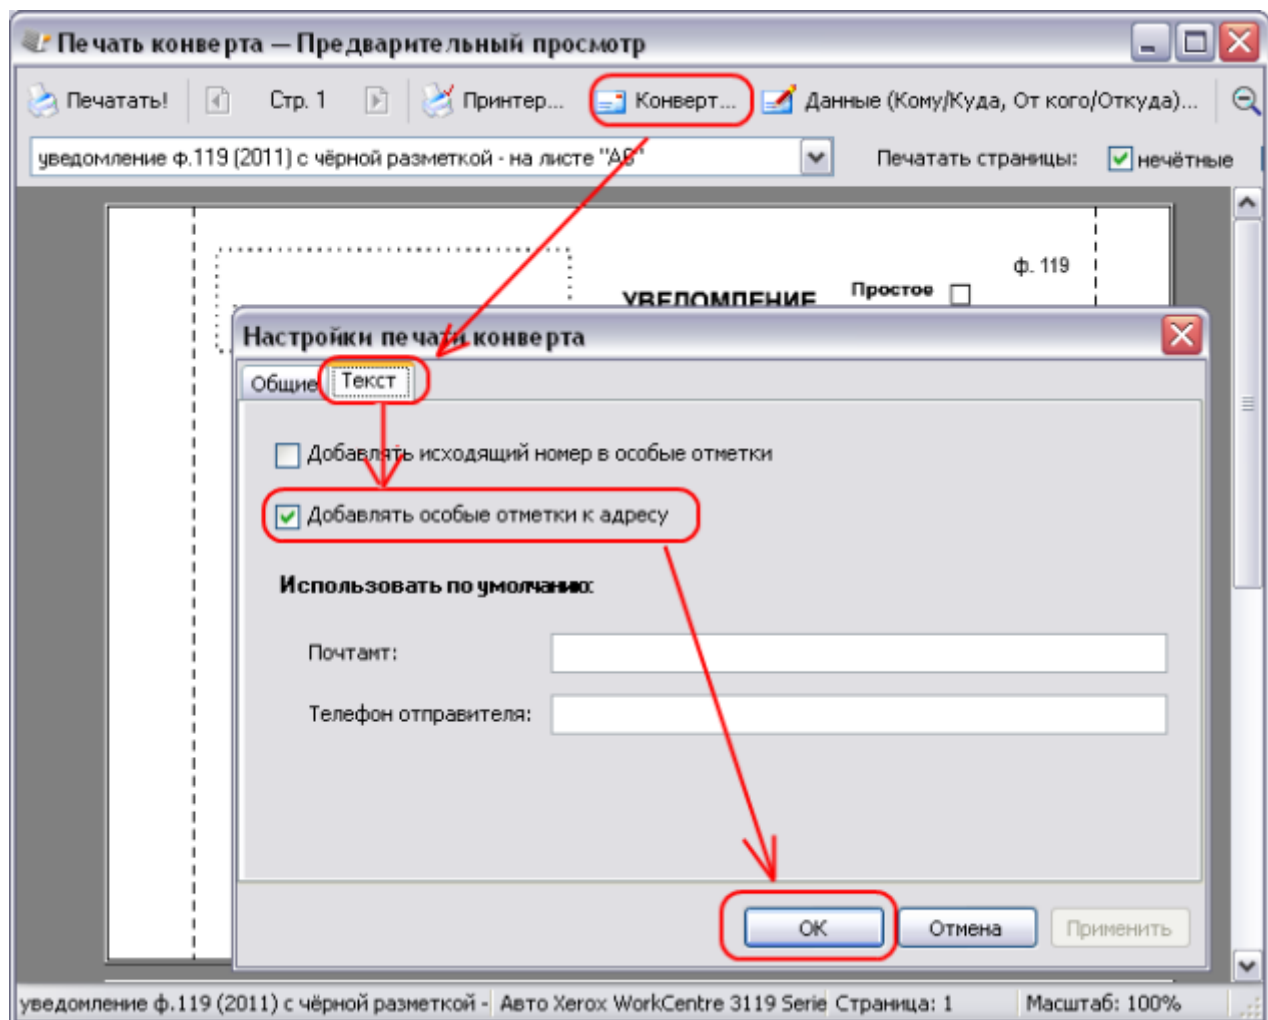 Печать конверта — Предварительный просмотр
Печатать! Стр. 1 Принтер... Конверт... Данные (Кому/Куда, От кого/Откуда)...
уведомление ф.119 (2011) с чёрной разметкой - на листе "А6" Печатать страницы: нечётные
ф. 119
УВЕДОМЛЕНИЕ Простое
Настройки печати конверта
Общие Текст
Добавлять исходящий номер в особые отметки
Добавлять особые отметки к адресу
Использовать по умолчанию:
Почтамт:
Телефон отправителя:
ОК Отмена Применить
уведомление ф.119 (2011) с чёрной разметкой - Авто Xerox WorkCentre 3119 Serie Страница: 1 Масштаб: 100%